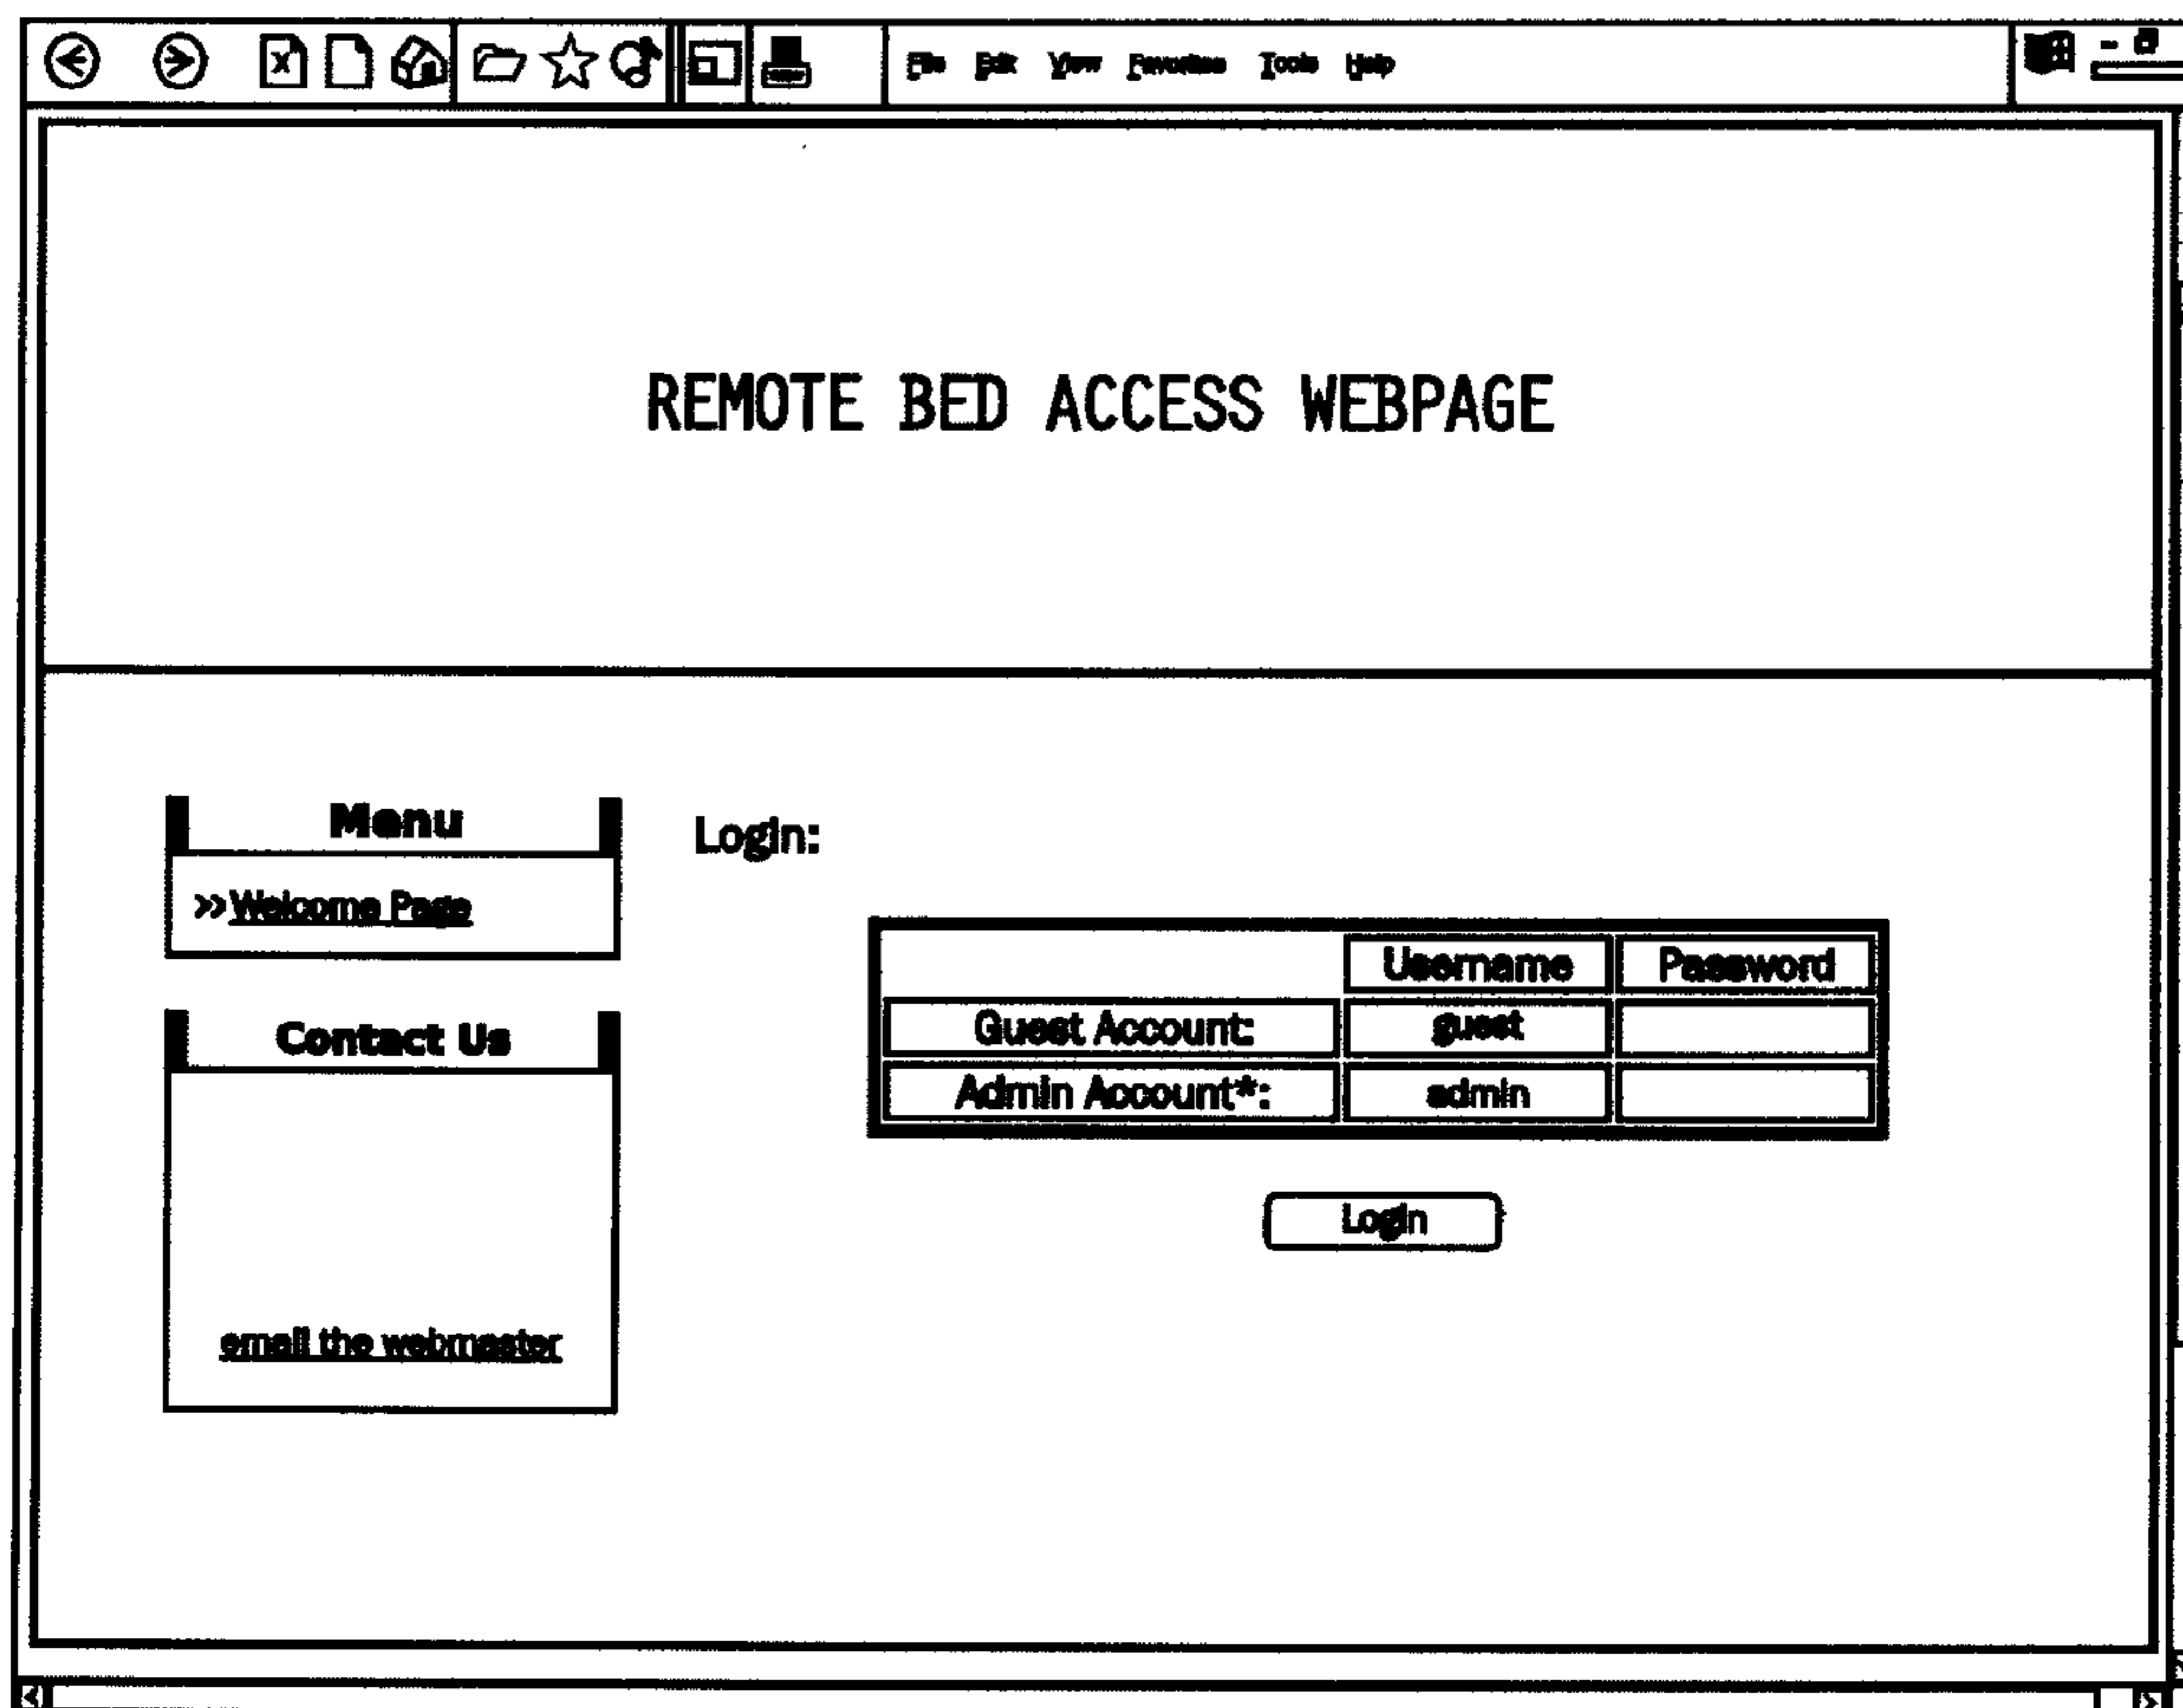 File Edit View Favorites Tools Help
REMOTE BED ACCESS WEBPAGE
Menu
»Welcome Page
Contact Us
email the webmaster
Login:
Username Password
Guest Account: guest
Admin Account*: admin
Login